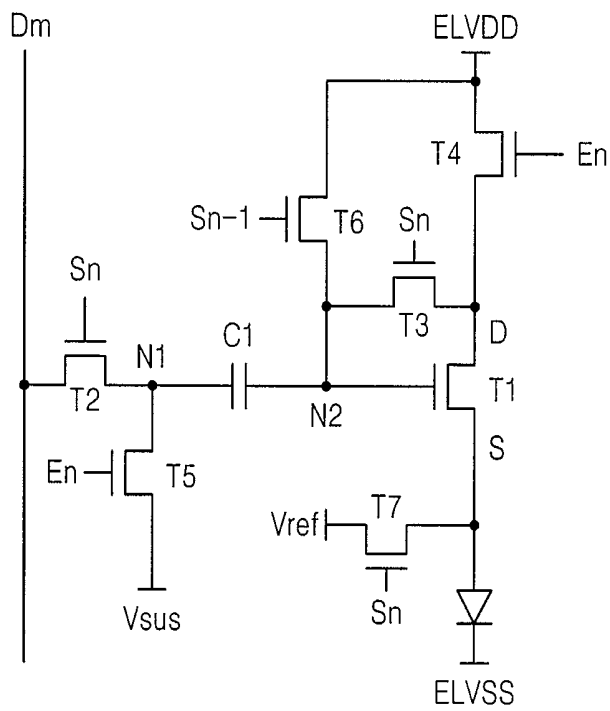 Dm
ELVDD
T4
En
Sn-1
T6
Sn
T3
Sn
D
N1
C1
T2
T1
N2
S
En
T5
T7
Vref
Vsus
Sn
ELVSS